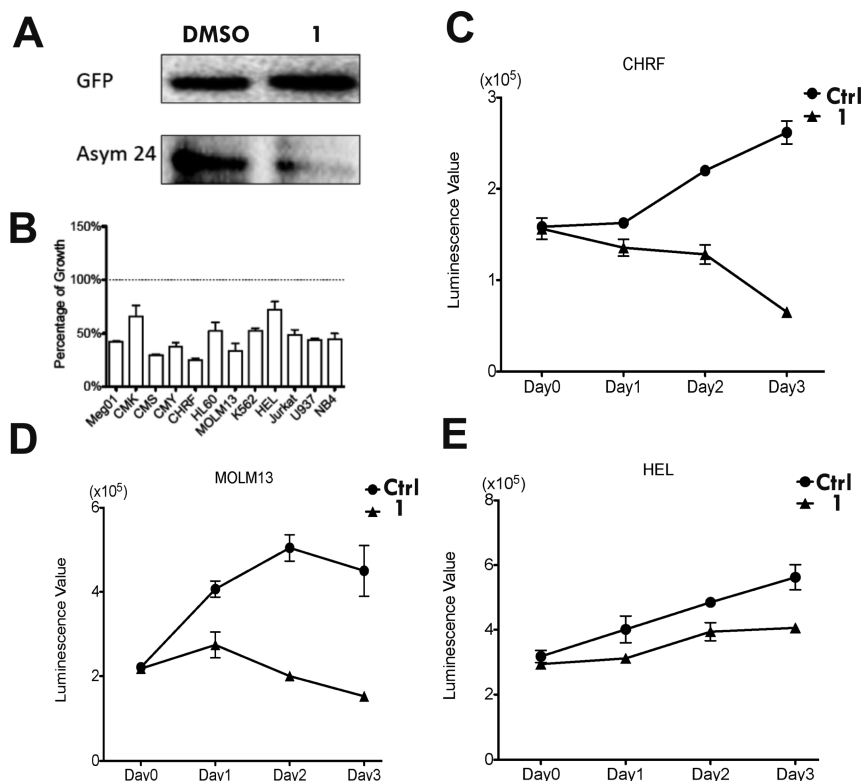 A
DMSO 1
GFP
Asym 24
B
150%
100%
50%
0%
Percentage of Growth
Meg01
CMK
CMS
CMY
CHRF
HL60
MOLM13
K562
HEL
Jurkat
U937
NB4
C
CHRF
(x10⁵)
Ctrl
1
3
2
1
0
Luminescence Value
Day0 Day1 Day2 Day3
D
MOLM13
(x10⁵)
Ctrl
1
6
4
2
0
Luminescence Value
Day0 Day1 Day2 Day3
E
HEL
(x10⁵)
Ctrl
1
8
6
4
2
0
Luminescence Value
Day0 Day1 Day2 Day3